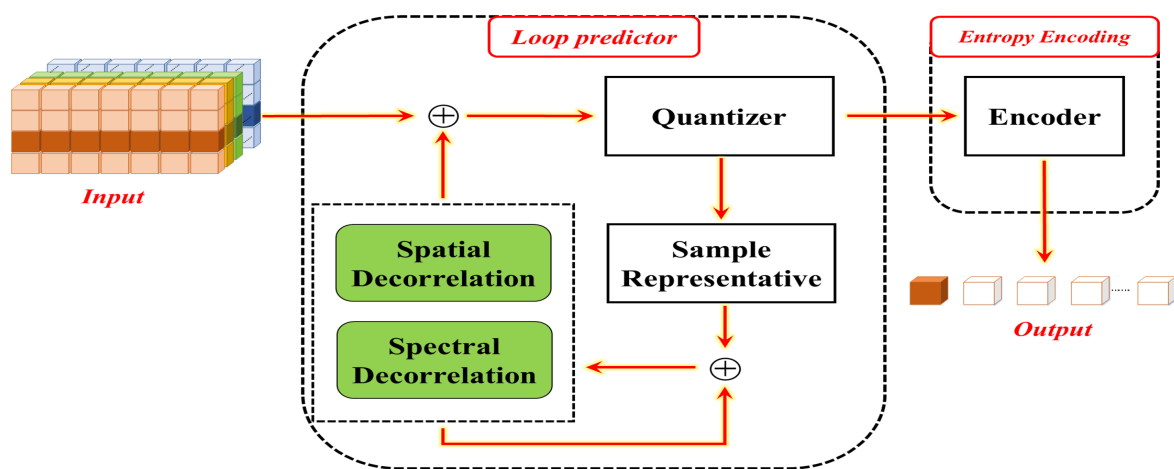 Loop predictor
Entropy Encoding
Quantizer
Encoder
Input
Spatial
Decorrelation
Sample
Representative
Spectral
Decorrelation
......
Output